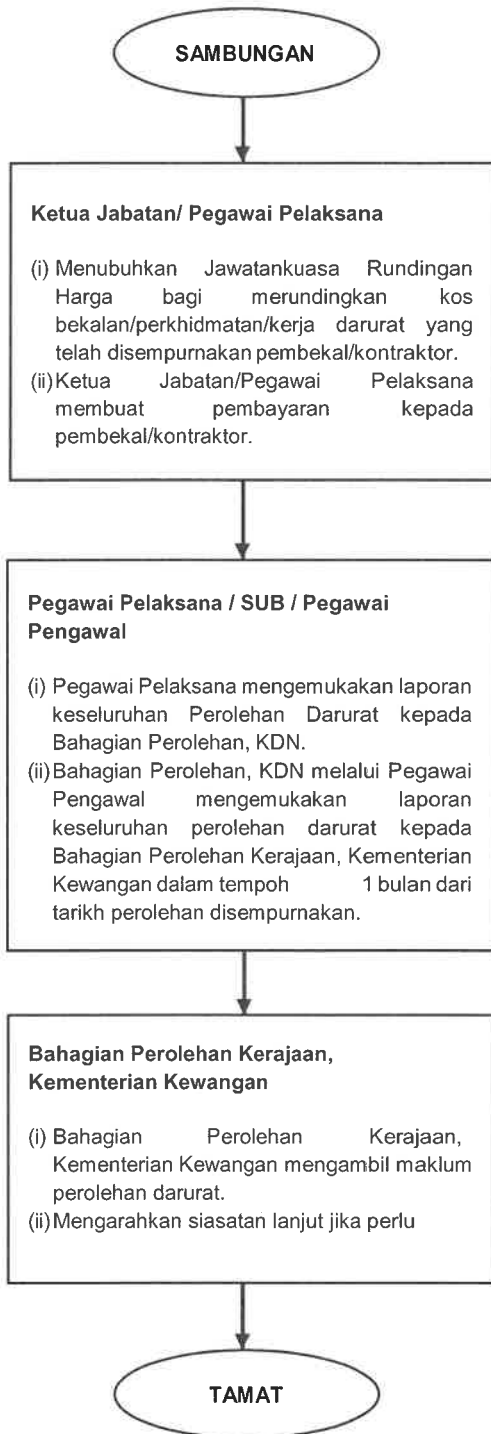 SAMBUNGAN
Ketua Jabatan/ Pegawai Pelaksana
(i) Menubuhkan Jawatankuasa Rundingan
Harga bagi merundingkan kos
bekalan/perkhidmatan/kerja darurat yang
telah disempurnakan pembekal/kontraktor.
(ii) Ketua Jabatan/Pegawai Pelaksana
membuat pembayaran kepada
pembekal/kontraktor.
Pegawai Pelaksana / SUB / Pegawai
Pengawal
(i) Pegawai Pelaksana mengemukakan laporan
keseluruhan Perolehan Darurat kepada
Bahagian Perolehan, KDN.
(ii) Bahagian Perolehan, KDN melalui Pegawai
Pengawal mengemukakan laporan
keseluruhan perolehan darurat kepada
Bahagian Perolehan Kerajaan, Kementerian
Kewangan dalam tempoh 1 bulan dari
tarikh perolehan disempurnakan.
Bahagian Perolehan Kerajaan,
Kementerian Kewangan
(i) Bahagian Perolehan Kerajaan,
Kementerian Kewangan mengambil maklum
perolehan darurat.
(ii) Mengarahkan siasatan lanjut jika perlu
TAMAT